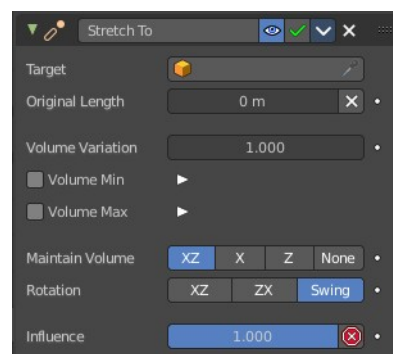 Stretch To
Target
Original Length 0 m
Volume Variation 1.000
Volume Min
Volume Max
Maintain Volume XZ X Z None
Rotation XZ ZX Swing
Influence 1.000